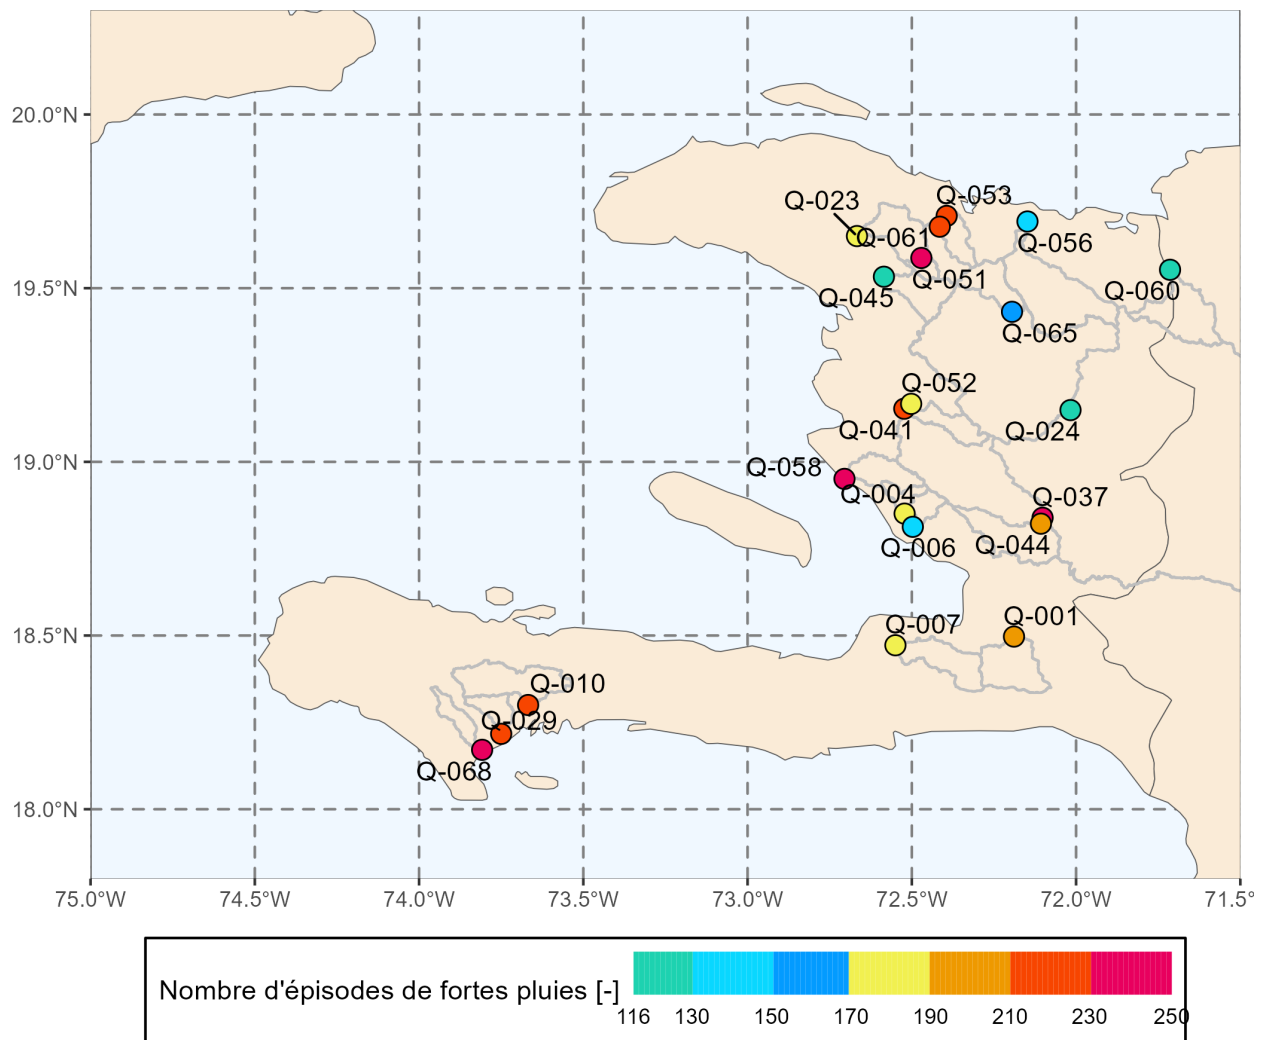 20.0°N
Q-053
Q-023
Q-061
Q-056
Q-051
Q-060
19.5°N
Q-045
Q-065
Q-052
Q-041
Q-024
19.0°N
Q-058
Q-004
Q-037
Q-006
Q-044
18.5°N
Q-007
Q-001
Q-010
Q-029
Q-068
18.0°N
75.0°W 74.5°W 74.0°W 73.5°W 73.0°W 72.5°W 72.0°W 71.5°
Nombre d'épisodes de fortes pluies [-]
116 130 150 170 190 210 230 250